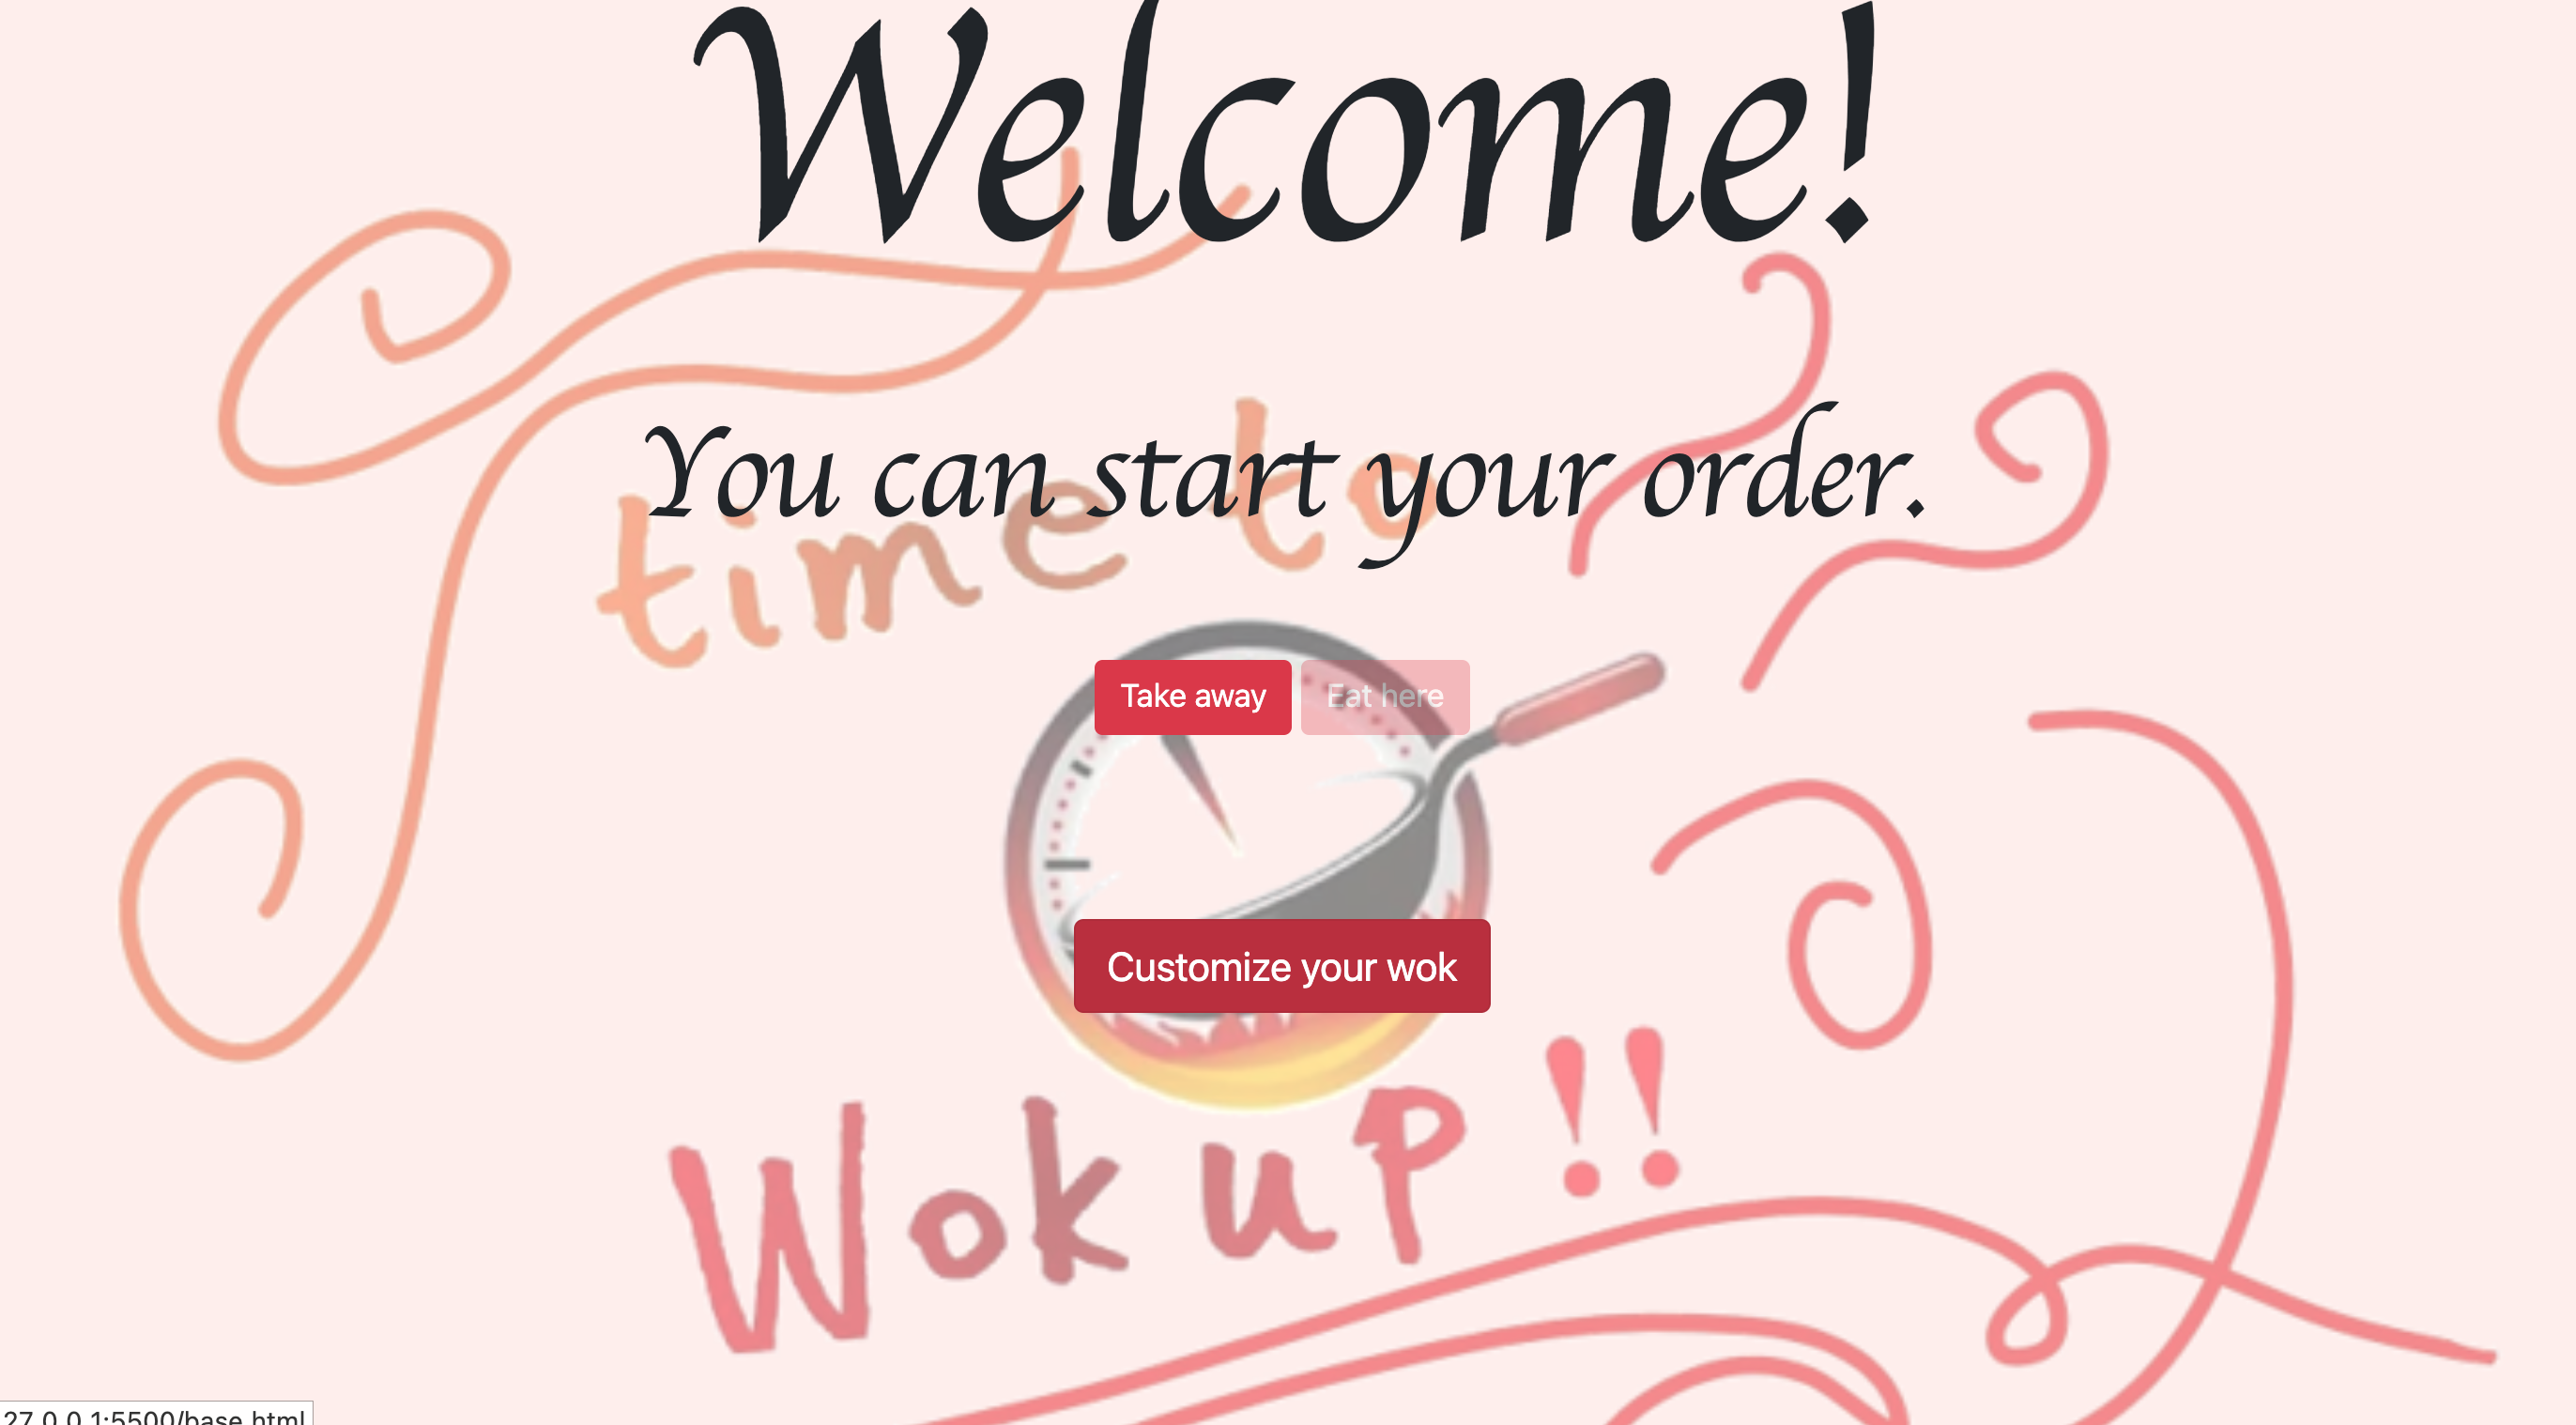 Welcome!
You can start your order.
time to
Take away
Eat here
Customize your wok
Wok up!!
27.0.0.1:5500/base.html